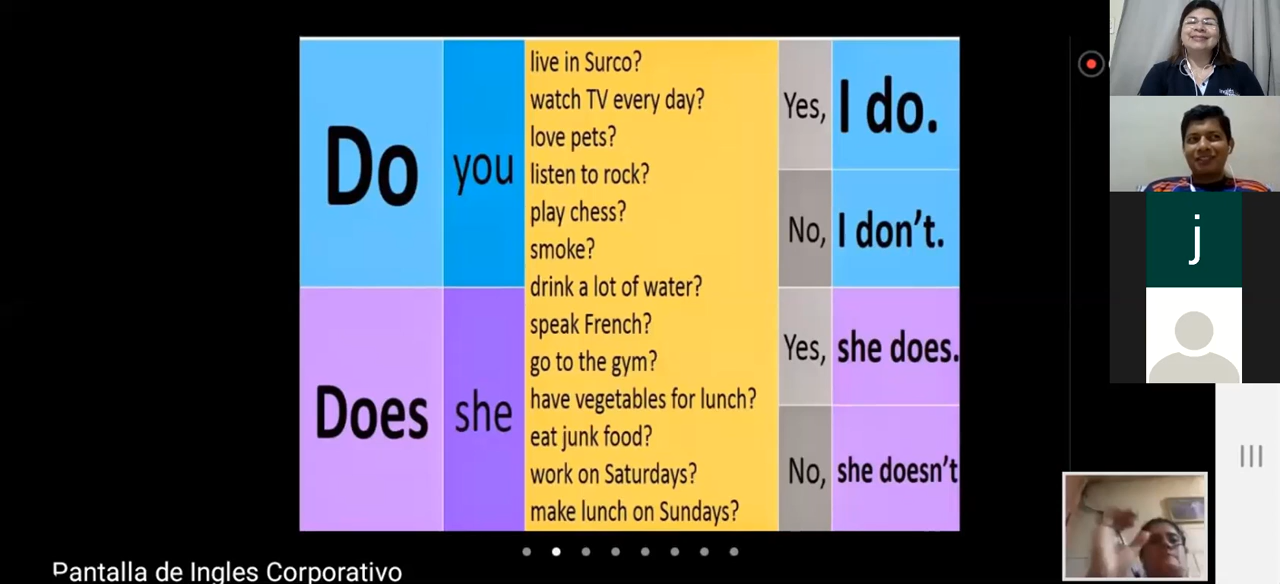 Do
you
live in Surco?
watch TV every day?
love pets?
listen to rock?
play chess?
smoke?
drink a lot of water?
speak French?
go to the gym?
have vegetables for lunch?
eat junk food?
work on Saturdays?
make lunch on Sundays?
Yes,
I do.
No,
I don't.
Does
she
Yes,
she does.
No,
she doesn't
j
Pantalla de Ingles Corporativo